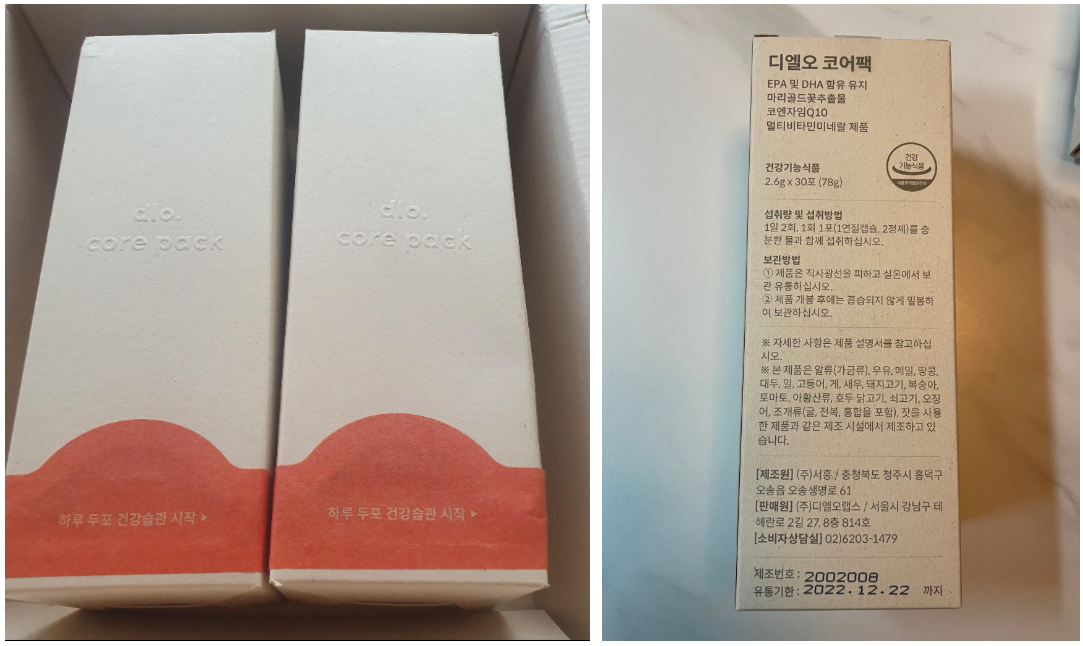 dlo.
core pack
하루 두포 건강습관 시작 ▸
dlo.
core pack
하루 두포 건강습관 시작 ▸
디엘오 코어팩
EPA 및 DHA 함유 유지
마리골드꽃추출물
코엔자임Q10
멀티비타민미네랄 제품
건강
기능식품
건강기능식품
2.6g x 30포 (78g)
섭취량 및 섭취방법
1일 2회, 1회 1포(1연질캡슐, 2정제)를 충
분한 물과 함께 섭취하십시오.
보관방법
① 제품은 직사광선을 피하고 실온에서 보
관 유통하십시오.
② 제품 개봉 후에는 흡습되지 않게 밀봉하
여 보관하십시오.
※ 자세한 사항은 제품 설명서를 참고하십
시오.
※ 본 제품은 알류(가금류), 우유, 메밀, 땅콩,
대두, 밀, 고등어, 게, 새우, 돼지고기, 복숭아,
토마토, 아황산류, 호두 닭고기, 쇠고기, 오징
어, 조개류(굴, 전복, 홍합을 포함), 잣을 사용
한 제품과 같은 제조 시설에서 제조하고 있
습니다.
[제조원] (주)서흥 / 충청북도 청주시 흥덕구
오송읍 오송생명로 61
[판매원] (주)디엘오랩스 / 서울시 강남구 테
헤란로 2길 27, 8층 814호
[소비자상담실] 02)6203-1479
제조번호 : 2002008
유통기한 : 2022.12.22 까지